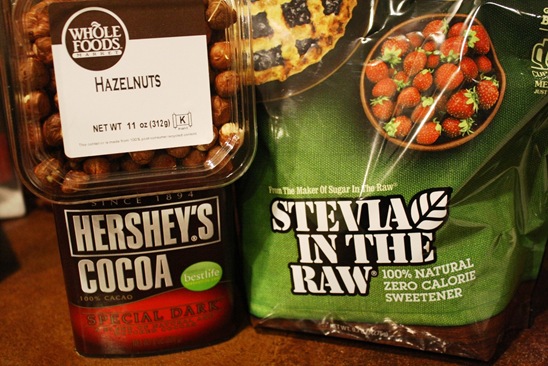 WHOLE
FOODS
MARKET
HAZELNUTS
NET WT 11 oz (312g)
K
SINCE 1894
HERSHEY'S
COCOA
100% CACAO
bestlife
SPECIAL DARK
From The Maker Of Sugar In The Raw®
STEVIA
IN THE
RAW®
100% NATURAL
ZERO CALORIE
SWEETENER